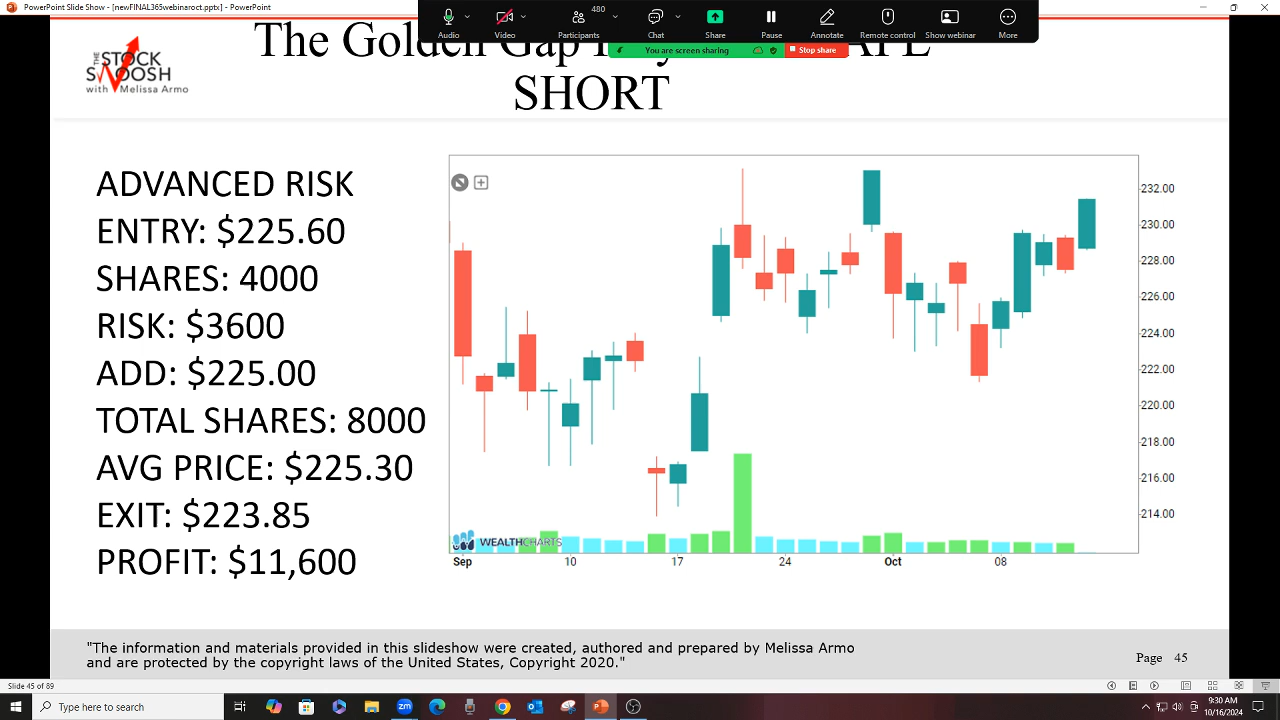 PowerPoint Slide Show - [newFINAL365webinaroct.pptx] - PowerPoint
480
Audio Video Participants Chat Share Pause Annotate Remote control Show webinar More
You are screen sharing Stop share
The Golden Gap
SHORT
THE
STOCK
SWOOSH
with Melissa Armo
ADVANCED RISK
ENTRY: $225.60
SHARES: 4000
RISK: $3600
ADD: $225.00
TOTAL SHARES: 8000
AVG PRICE: $225.30
EXIT: $223.85
PROFIT: $11,600
232.00
230.00
228.00
226.00
224.00
222.00
220.00
218.00
216.00
214.00
WEALTHCHARTS
Sep 10 17 24 Oct 08
"The information and materials provided in this slideshow were created, authored and prepared by Melissa Armo
and are protected by the copyright laws of the United States, Copyright 2020."
Page 45
Slide 45 of 89
Type here to search
9:30 AM
10/16/2024